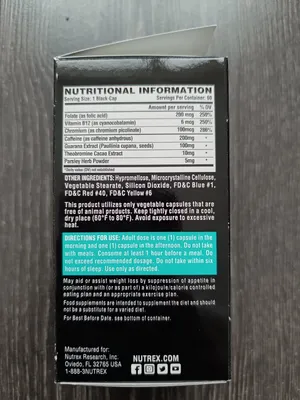 NUTRITIONAL INFORMATION
Serving Size: 1 Black-Cap Servings Per Container: 60
Amount per serving % DV
Folate (as folic acid) 200 mcg 250%
Vitamin B12 (as cyanocobalamin) 6 mcg 250%
Chromium (as chromium picolinate) 100mcg 286%
Caffeine (as caffeine anhydrous) 200mg *
Guarana Extract (Paullinia cupana, seeds) 100mg *
Theobromine Cacao Extract 10mg *
Parsley Herb Powder 5mg *
OTHER INGREDIENTS: Hypromellose, Microcrystalline Cellulose,
Vegetable Stearate, Silicon Dioxide, FD&C Blue #1,
FD&C Red #40, FD&C Yellow #6
This product utilizes only vegetable capsules that are
free of animal products. Keep tightly closed in a cool,
dry place (60°F to 80°F). Avoid exposure to excessive
heat.
DIRECTIONS FOR USE: Adult dose is one (1) capsule in the
morning and one (1) capsule in the afternoon. Do not take
with meals. Consume at least 1 hour before a meal. Do
not exceed recommended dosage. Do not take within six
hours of sleep. Use only as directed.
May aid or assist weight loss by suppression of appetite in
conjunction with (or as part of) a kilojoule/calorie controlled
eating plan and an appropriate exercise plan.
Food supplements are intended to supplement the diet and should
not be a substitute for a varied diet.
For Best Before Date, see bottom of container.
Manufactured for:
Nutrex Research, Inc.
Oviedo, FL 32765 USA
1-888-3NUTREX
NUTREX.COM